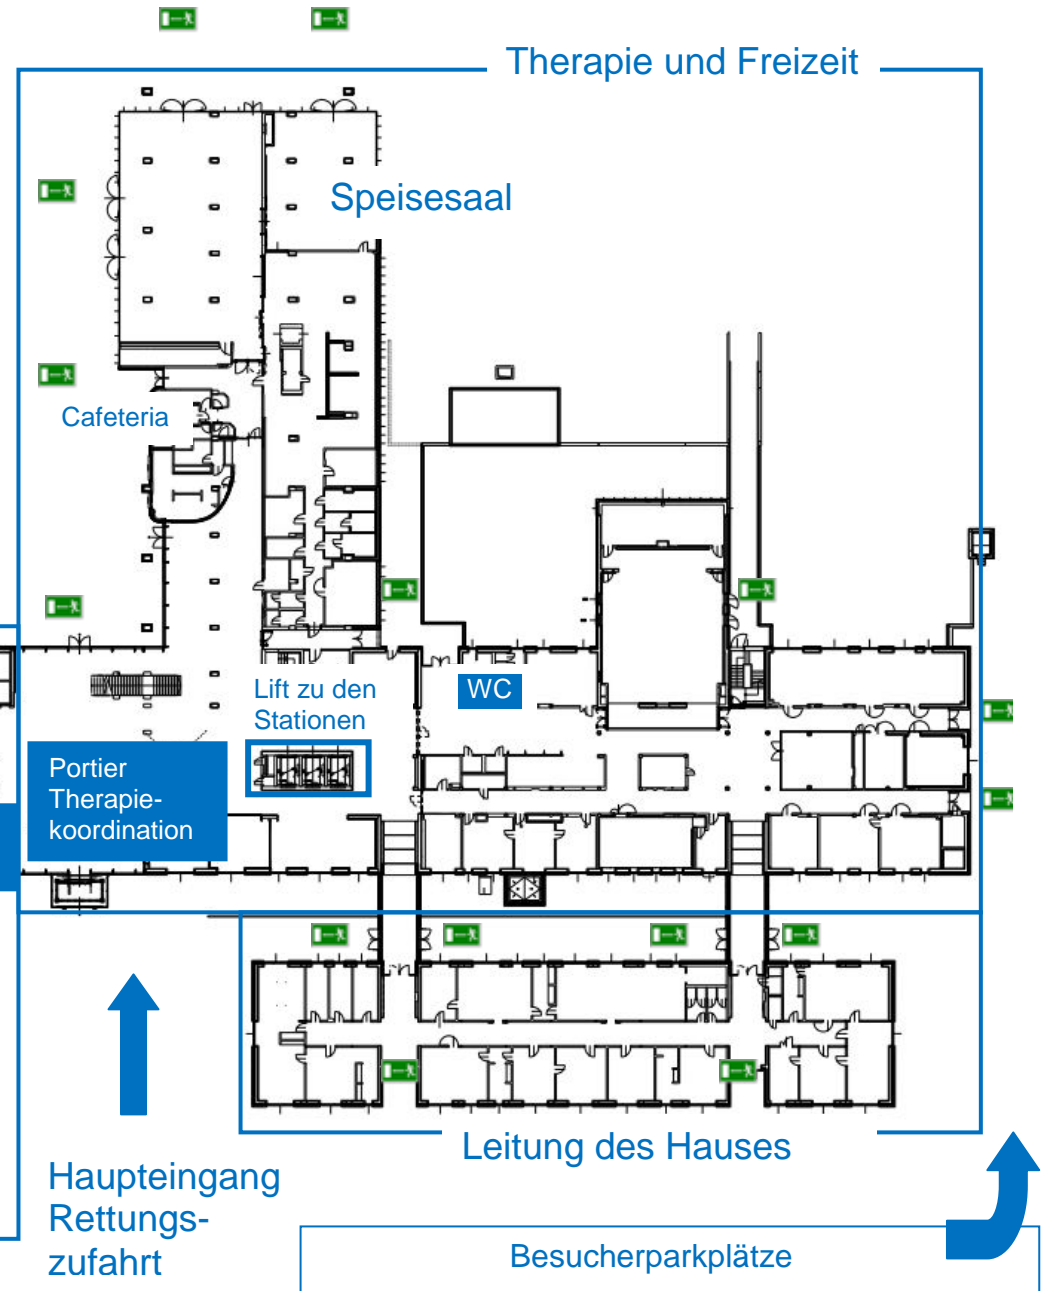 Therapie und Freizeit
Speisesaal
Cafeteria
Lift zu den
Stationen
WC
Portier
Therapie-
koordination
Leitung des Hauses
Haupteingang
Rettungs-
zufahrt
Besucherparkplätze